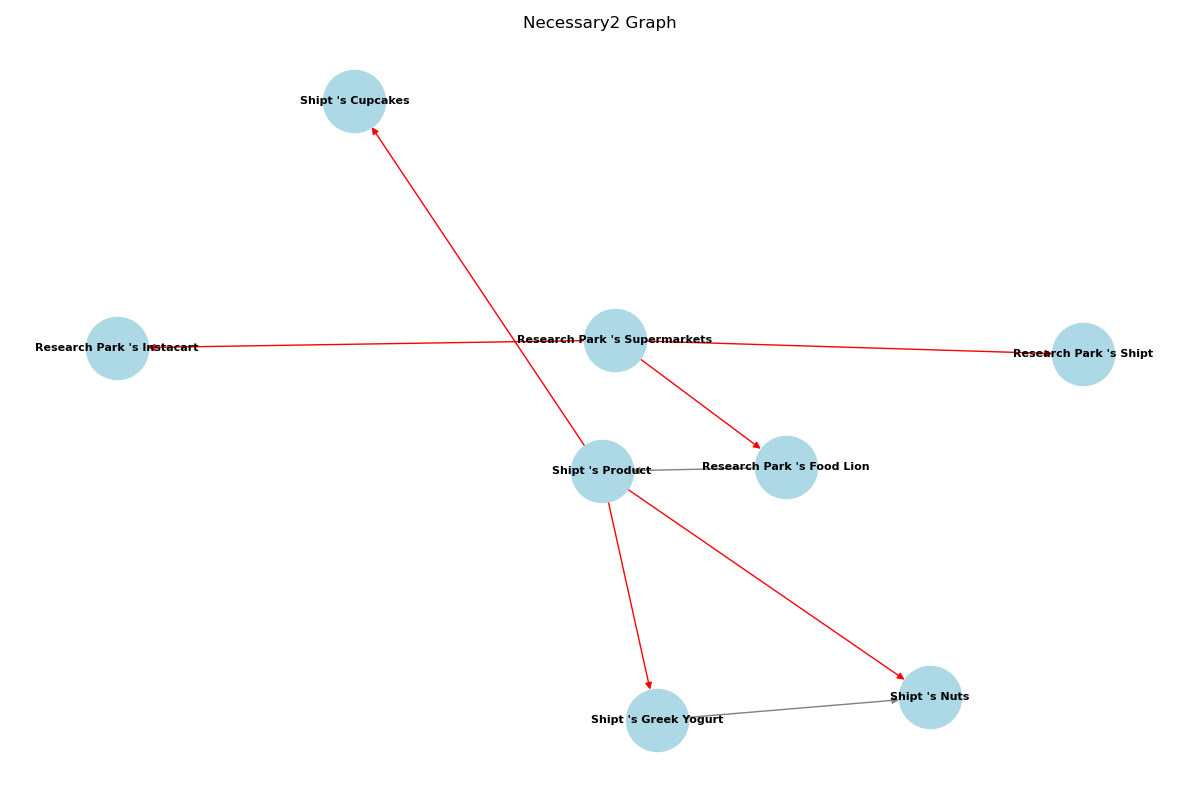 Necessary2 Graph
Shipt 's Cupcakes
Research Park 's Supermarkets
Research Park 's Instacart
Research Park 's Shipt
Shipt 's Product
Research Park 's Food Lion
Shipt 's Nuts
Shipt 's Greek Yogurt